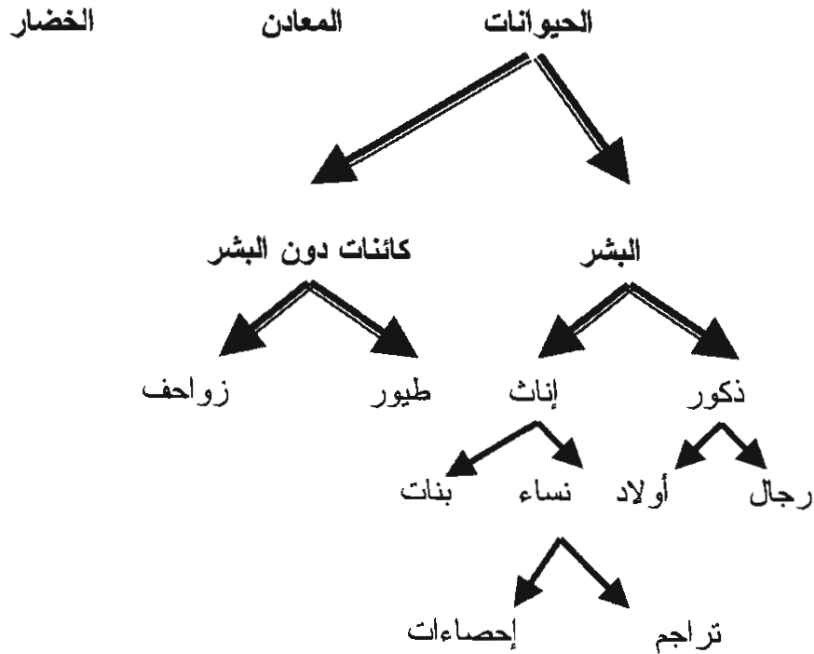 الحيوانات المعادن الخضار
البشر كائنات دون البشر
ذكور إناث طيور زواحف
رجال أولاد نساء بنات
تراجم إحصاءات